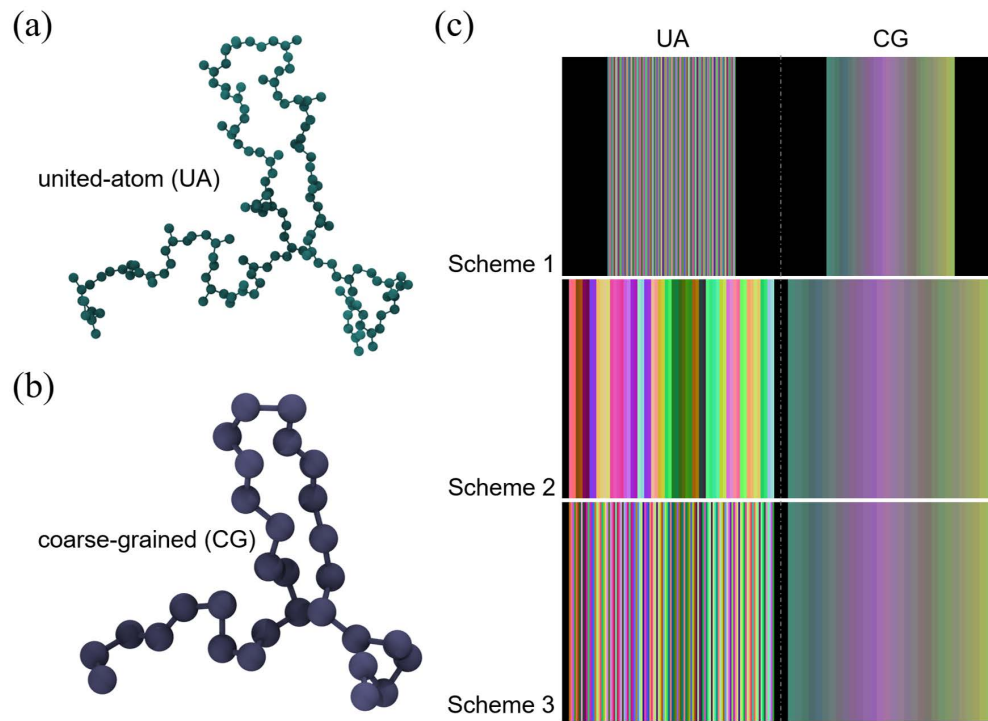 (a)
united-atom (UA)
(b)
coarse-grained (CG)
(c)
UA CG
Scheme 1
Scheme 2
Scheme 3